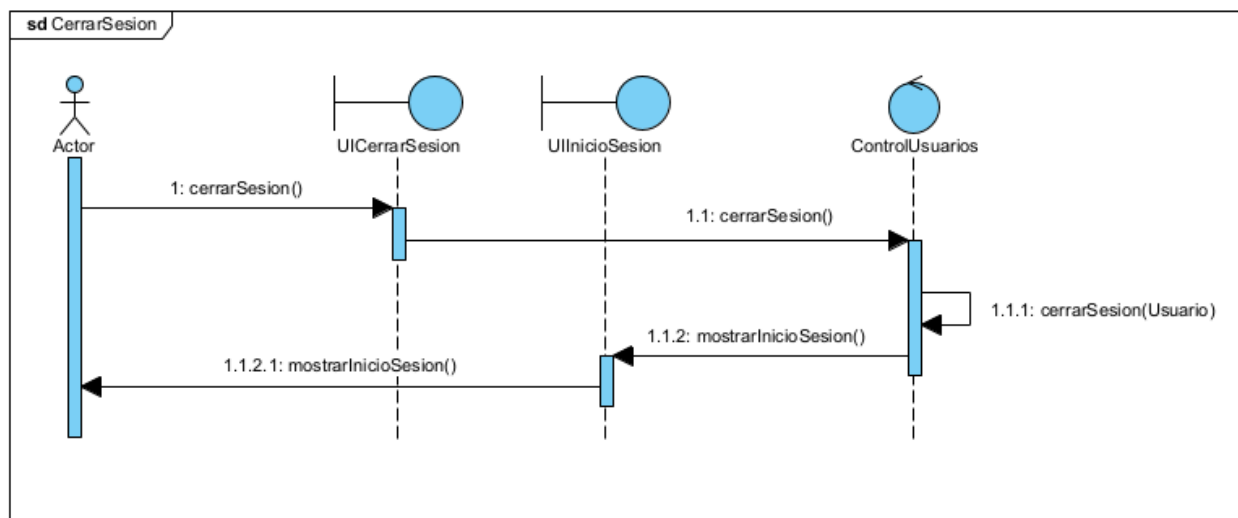 sd CerrarSesion
Actor
UICerrarSesion
UIInicioSesion
ControlUsuarios
1: cerrarSesion()
1.1: cerrarSesion()
1.1.1: cerrarSesion(Usuario)
1.1.2: mostrarInicioSesion()
1.1.2.1: mostrarInicioSesion()